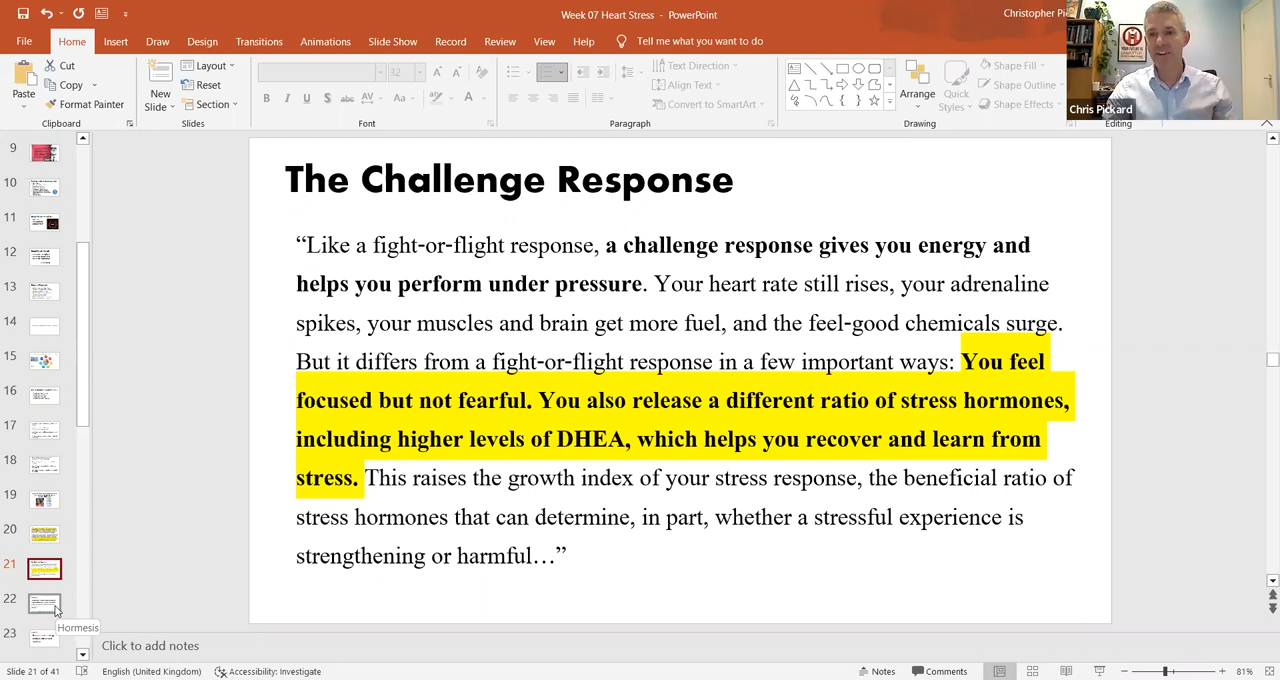 Week 07 Heart Stress - PowerPoint
Christopher Pi
File Home Insert Draw Design Transitions Animations Slide Show Record Review View Help Tell me what you want to do
Paste
Cut
Copy
Format Painter
Clipboard
New
Slide
Layout
Reset
Section
Slides
32
B I U S abc AV Aa A
Font
Text Direction
Align Text
Convert to SmartArt
Paragraph
Arrange
Quick
Styles
Shape Fill
Shape Outline
Shape Effects
Drawing
Editing
Chris Pickard
9
10
11
12
13
14
15
16
17
18
19
20
21
22
23
Hormesis
The Challenge Response
“Like a fight-or-flight response, a challenge response gives you energy and
helps you perform under pressure. Your heart rate still rises, your adrenaline
spikes, your muscles and brain get more fuel, and the feel-good chemicals surge.
But it differs from a fight-or-flight response in a few important ways: You feel
focused but not fearful. You also release a different ratio of stress hormones,
including higher levels of DHEA, which helps you recover and learn from
stress. This raises the growth index of your stress response, the beneficial ratio of
stress hormones that can determine, in part, whether a stressful experience is
strengthening or harmful…”
Click to add notes
Slide 21 of 41 English (United Kingdom) Accessibility: Investigate Notes Comments 81%